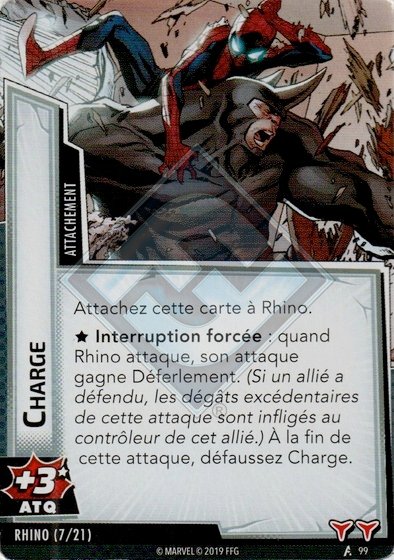 ATTACHEMENT
CHARGE
Attachez cette carte à Rhino.
★ Interruption forcée : quand
Rhino attaque, son attaque
gagne Déferlement. (Si un allié a
défendu, les dégâts excédentaires
de cette attaque sont infligés au
contrôleur de cet allié.) À la fin de
cette attaque, défaussez Charge.
+3★
ATQ
RHINO (7/21)
© MARVEL © 2019 FFG
99